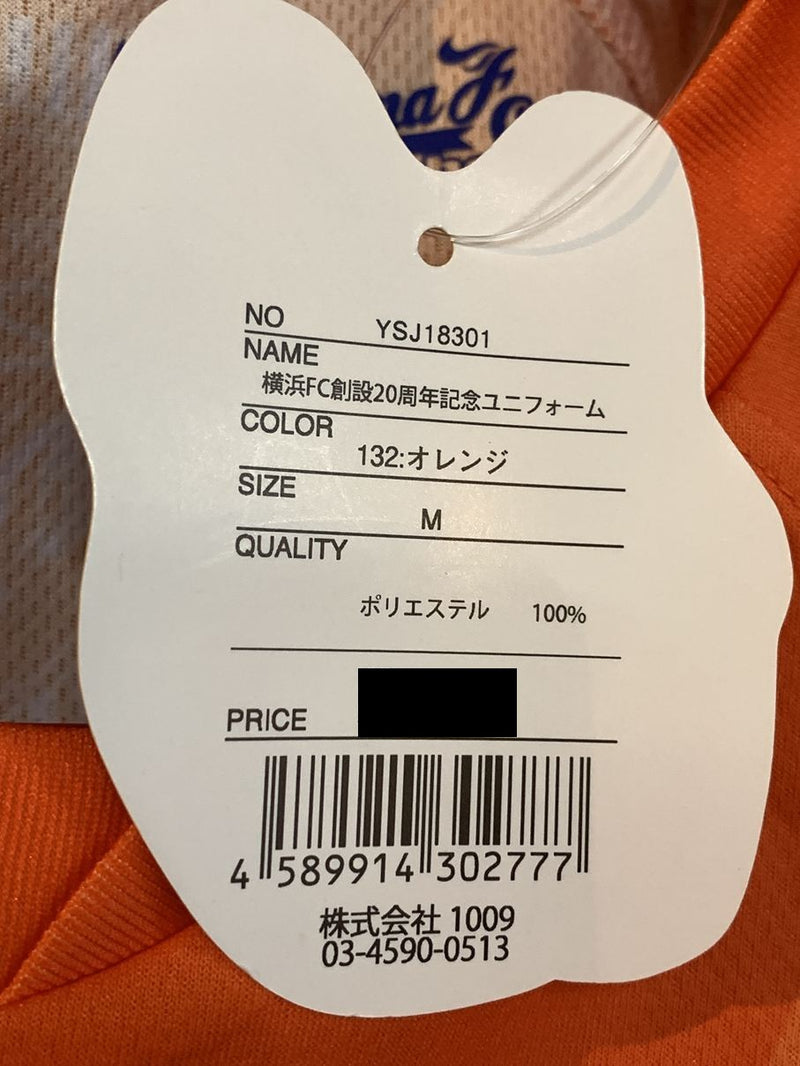 na F
NO YSJ18301
NAME
横浜FC創設20周年記念ユニフォーム
COLOR
132:オレンジ
SIZE
M
QUALITY
ポリエステル 100%
PRICE
4 589914 302777
株式会社 1009
03-4590-0513